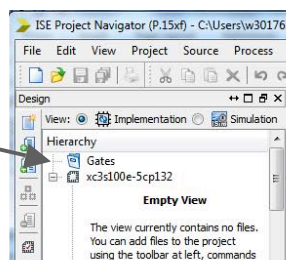 ISE Project Navigator (P.15xf) - C:\Users\w30176
File Edit View Project Source Process
Design
View: Implementation Simulation
Hierarchy
Gates
xc3s100e-5cp132
Empty View
The view currently contains no files.
You can add files to the project
using the toolbar at left, commands